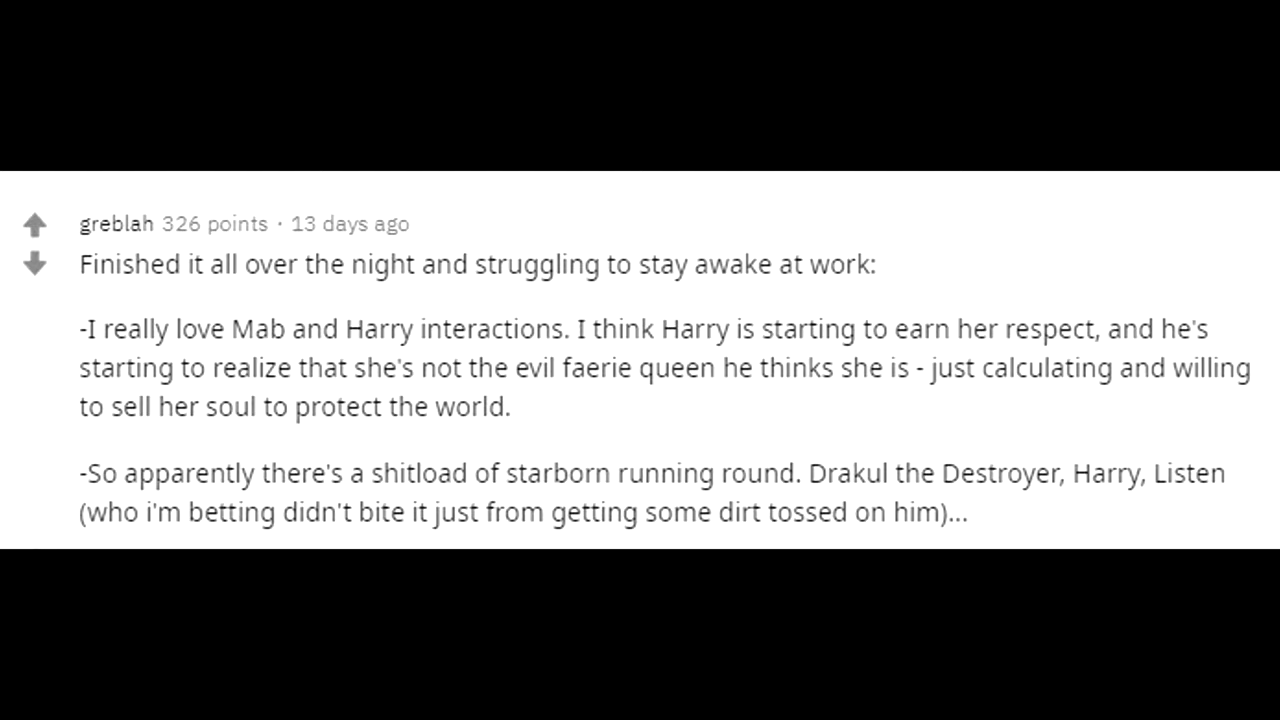 greblah 326 points · 13 days ago
Finished it all over the night and struggling to stay awake at work:
-I really love Mab and Harry interactions. I think Harry is starting to earn her respect, and he's
starting to realize that she's not the evil faerie queen he thinks she is - just calculating and willing
to sell her soul to protect the world.
-So apparently there's a shitload of starborn running round. Drakul the Destroyer, Harry, Listen
(who i'm betting didn't bite it just from getting some dirt tossed on him)...